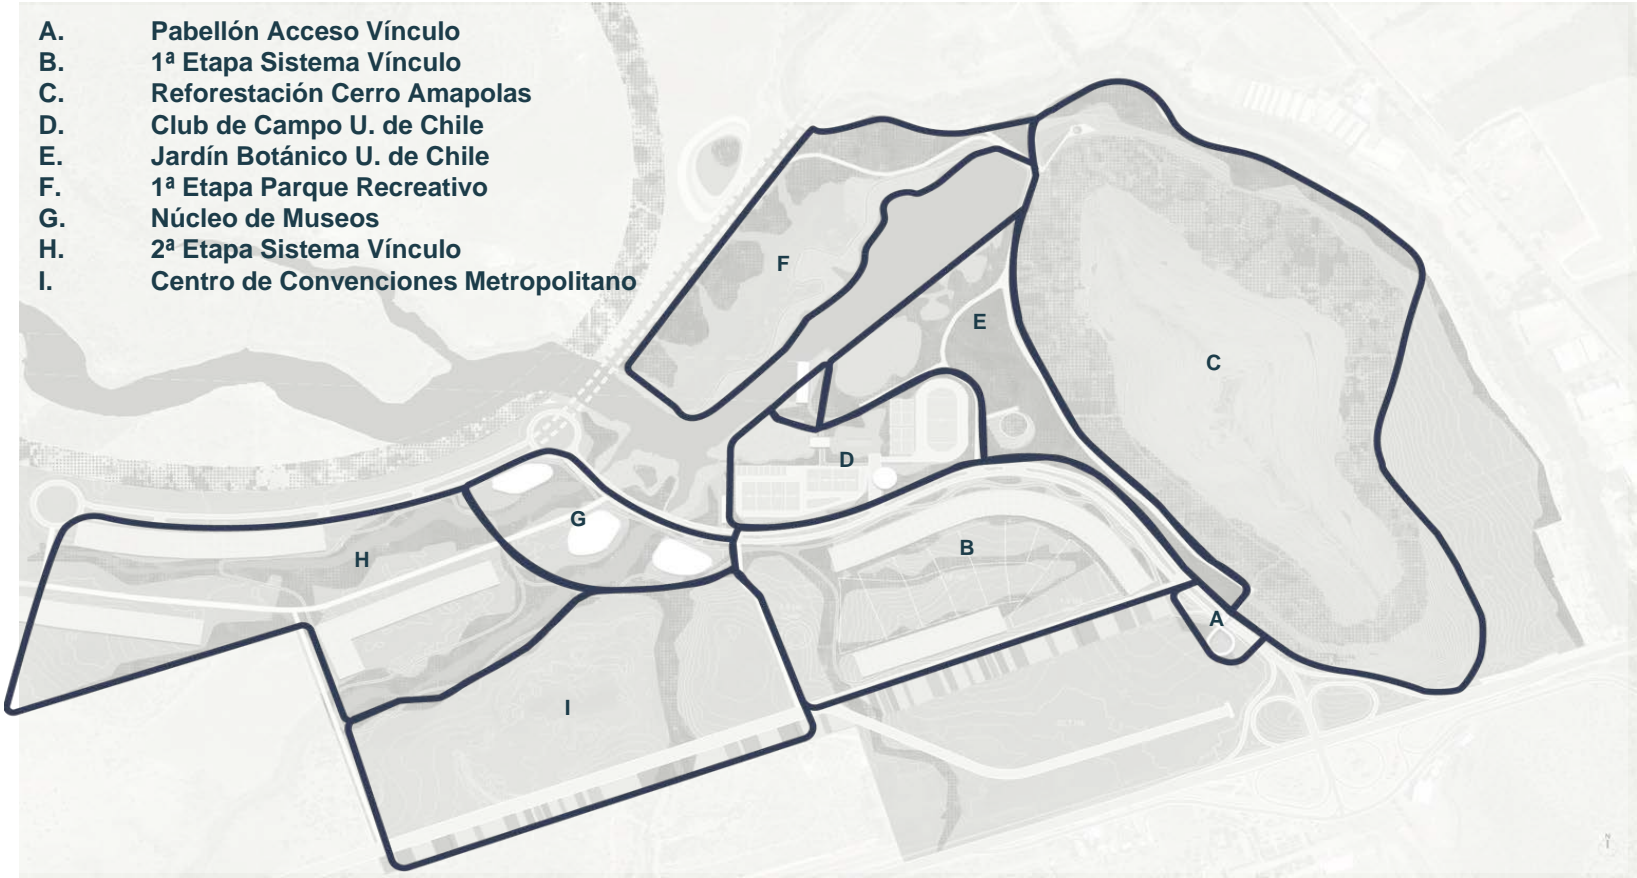 A. Pabellón Acceso Vínculo
B. 1ª Etapa Sistema Vínculo
C. Reforestación Cerro Amapolas
D. Club de Campo U. de Chile
E. Jardín Botánico U. de Chile
F. 1ª Etapa Parque Recreativo
G. Núcleo de Museos
H. 2ª Etapa Sistema Vínculo
I. Centro de Convenciones Metropolitano
F
E
C
D
G
B
H
A
I
N